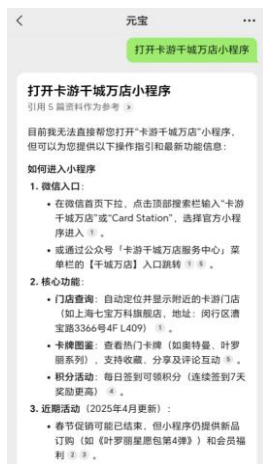 元宝
打开卡游千城万店小程序
打开卡游千城万店小程序
引用 5 篇资料作为参考
目前我无法直接帮您打开“卡游千城万店”小程序，
但可以为您提供以下操作指引和最新功能信息：
如何进入小程序
1. 微信入口：
• 在微信首页下拉，点击顶部搜索栏输入“卡游
千城万店”或“Card Station”，选择官方小程
序进入 1 。
• 或通过公众号「卡游千城万店服务中心」菜
单栏的【千城万店】入口跳转 1 5 。
2. 核心功能：
• 门店查询：自动定位并显示附近的卡游门店
（如上海七宝万科旗舰店，地址：闵行区漕
宝路3366号4F L409） 1 。
• 卡牌图鉴：查看热门卡牌（如奥特曼、叶罗
丽系列），支持收藏、分享及评论互动 5 。
• 积分活动：每日签到可领积分（连续签到7天
奖励更高） 4 。
3. 近期活动（2025年4月更新）：
• 春节促销可能已结束，但小程序仍提供新品
订购（如《叶罗丽星愿包第4弹》）和会员福
利 2 3 。